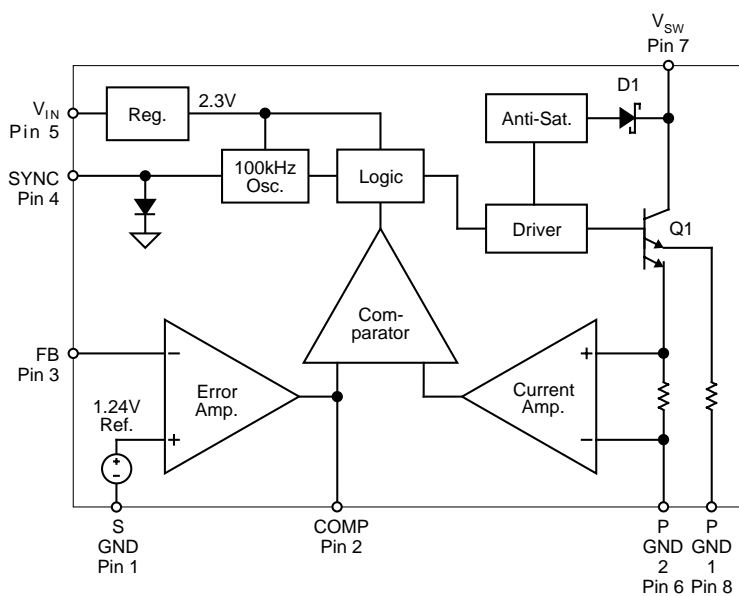 V_SW
Pin 7
D1
V_IN
Pin 5
Reg.
2.3V
Anti-Sat.
SYNC
Pin 4
100kHz
Osc.
Logic
Driver
Q1
Com-
parator
FB
Pin 3
−
+
Error
Amp.
Current
Amp.
+
−
1.24V
Ref.
+
−
S
GND
Pin 1
COMP
Pin 2
P
GND
2
Pin 6
P
GND
1
Pin 8